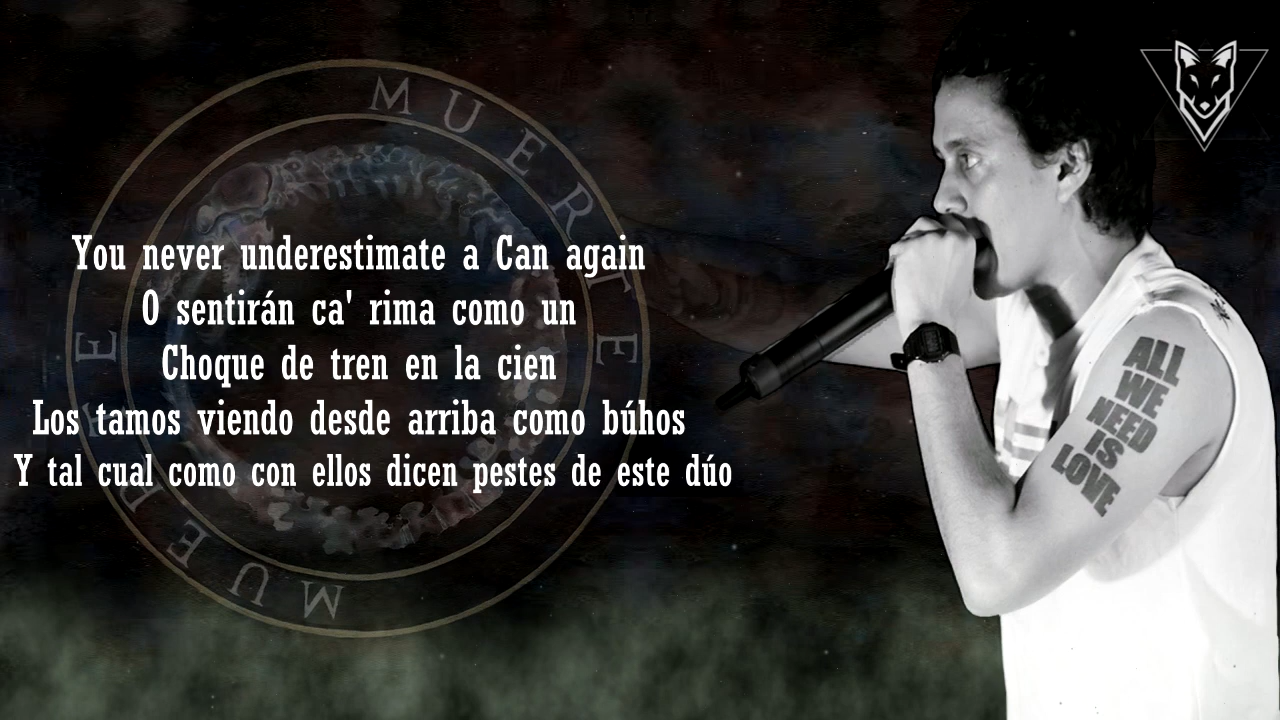 MUERTE
MUERE
You never underestimate a Can again
O sentirán ca' rima como un
Choque de tren en la cien
Los tamos viendo desde arriba como búhos
Y tal cual como con ellos dicen pestes de este dúo
ALL
WE
NEED
IS
LOVE